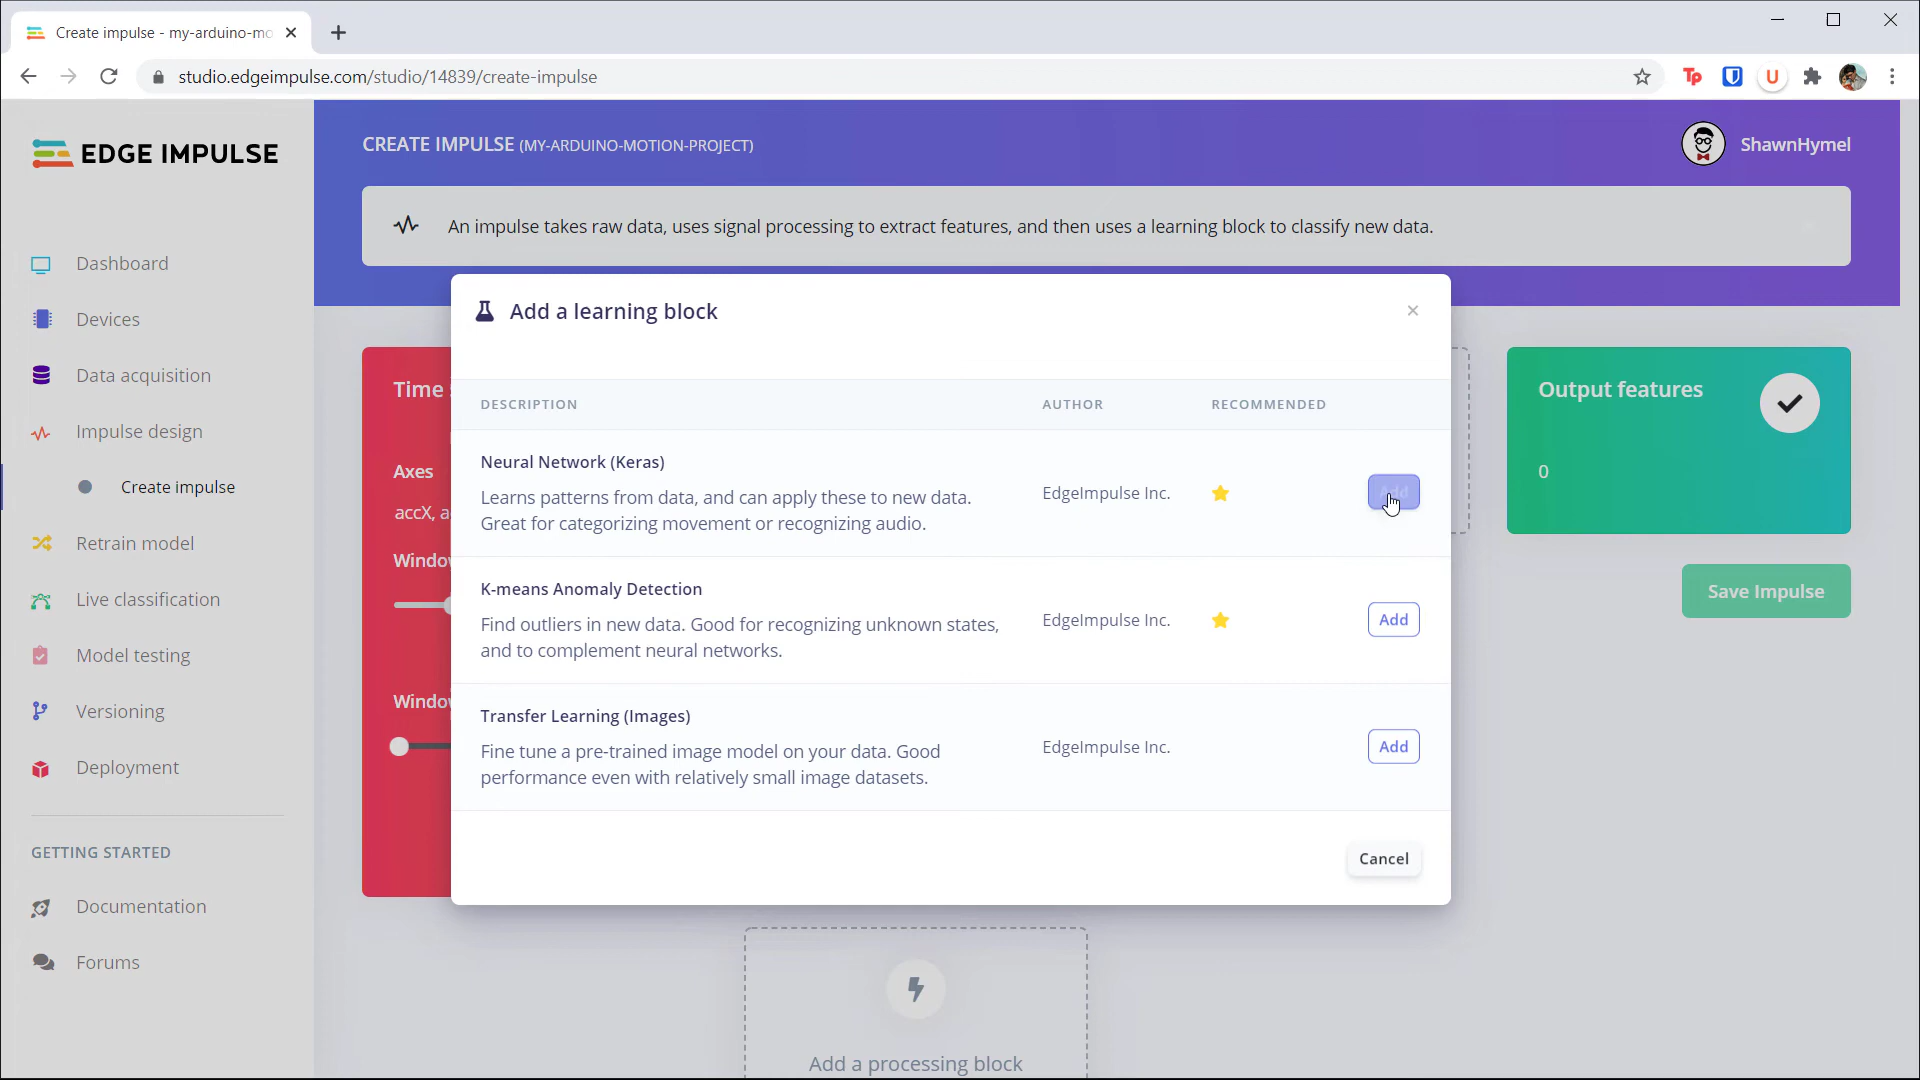 Create impulse - my-arduino-mo
studio.edgeimpulse.com/studio/14839/create-impulse
Tp
U
EDGE IMPULSE
Dashboard
Devices
Data acquisition
Impulse design
Create impulse
Retrain model
Live classification
Model testing
Versioning
Deployment
GETTING STARTED
Documentation
Forums
CREATE IMPULSE (MY-ARDUINO-MOTION-PROJECT)
ShawnHymel
An impulse takes raw data, uses signal processing to extract features, and then uses a learning block to classify new data.
Time
Axes
accX, a
Windo
Windo
Add a learning block
×
DESCRIPTION AUTHOR RECOMMENDED
Neural Network (Keras)
Learns patterns from data, and can apply these to new data.
Great for categorizing movement or recognizing audio.
EdgeImpulse Inc.
Add
K-means Anomaly Detection
Find outliers in new data. Good for recognizing unknown states,
and to complement neural networks.
EdgeImpulse Inc.
Add
Transfer Learning (Images)
Fine tune a pre-trained image model on your data. Good
performance even with relatively small image datasets.
EdgeImpulse Inc.
Add
Cancel
Output features
0
Save Impulse
Add a processing block